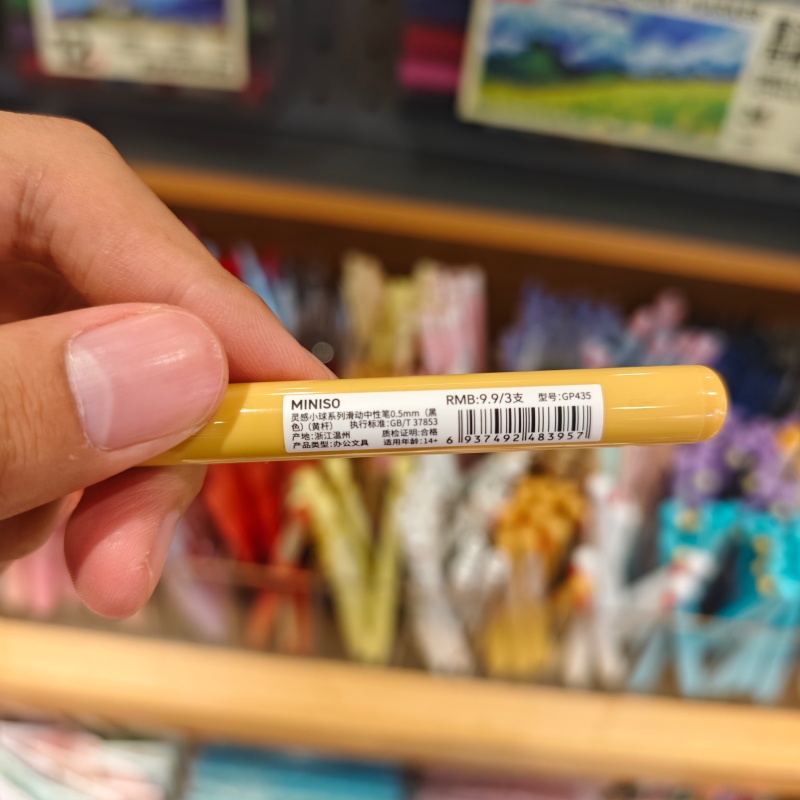 MINISO
RMB:9.9/3支 型号:GP435
灵感小球系列滑动中性笔0.5mm（黑
色）（黄杆） 执行标准:GB/T 37853
产地:浙江温州 质检证明:合格
产品类型:办公文具 适用年龄:14+
6 937492 483957